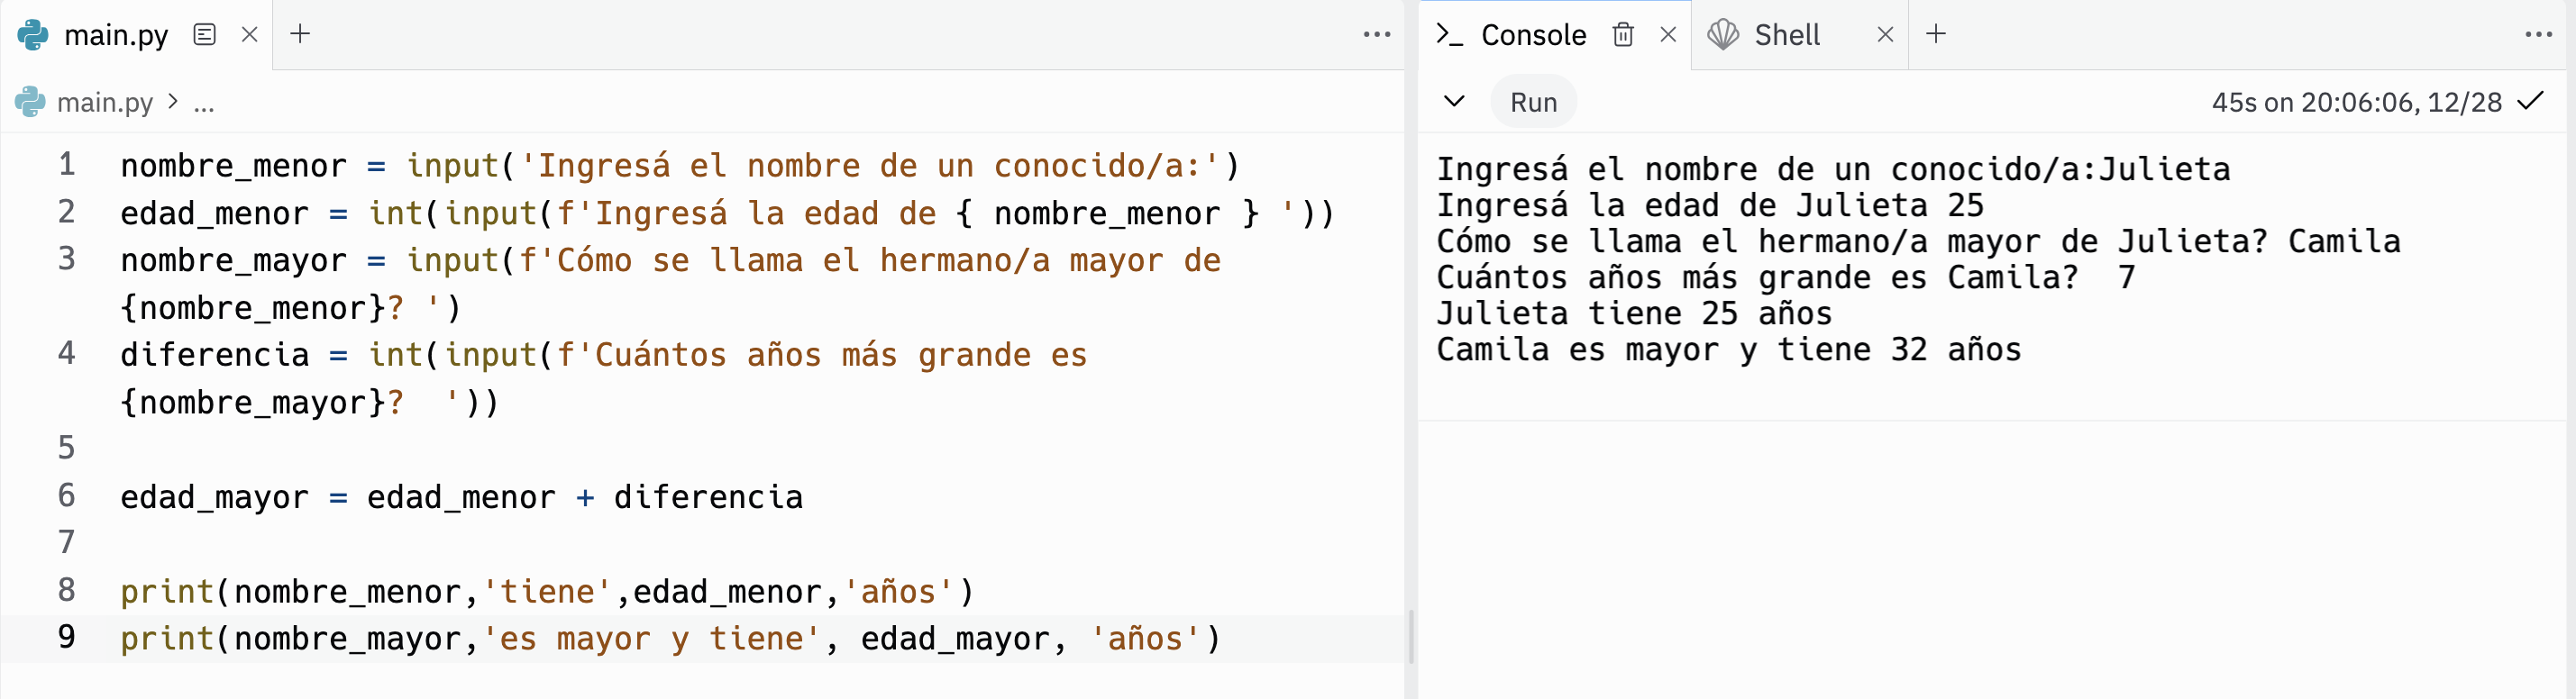 main.py
main.py > ...
1 nombre_menor = input('Ingresá el nombre de un conocido/a:')
2 edad_menor = int(input(f'Ingresá la edad de { nombre_menor } '))
3 nombre_mayor = input(f'Cómo se llama el hermano/a mayor de
{nombre_menor}? ')
4 diferencia = int(input(f'Cuántos años más grande es
{nombre_mayor}?  '))
5
6 edad_mayor = edad_menor + diferencia
7
8 print(nombre_menor,'tiene',edad_menor,'años')
9 print(nombre_mayor,'es mayor y tiene', edad_mayor, 'años')
Console
Shell
Run
45s on 20:06:06, 12/28
Ingresá el nombre de un conocido/a:Julieta
Ingresá la edad de Julieta 25
Cómo se llama el hermano/a mayor de Julieta? Camila
Cuántos años más grande es Camila?  7
Julieta tiene 25 años
Camila es mayor y tiene 32 años